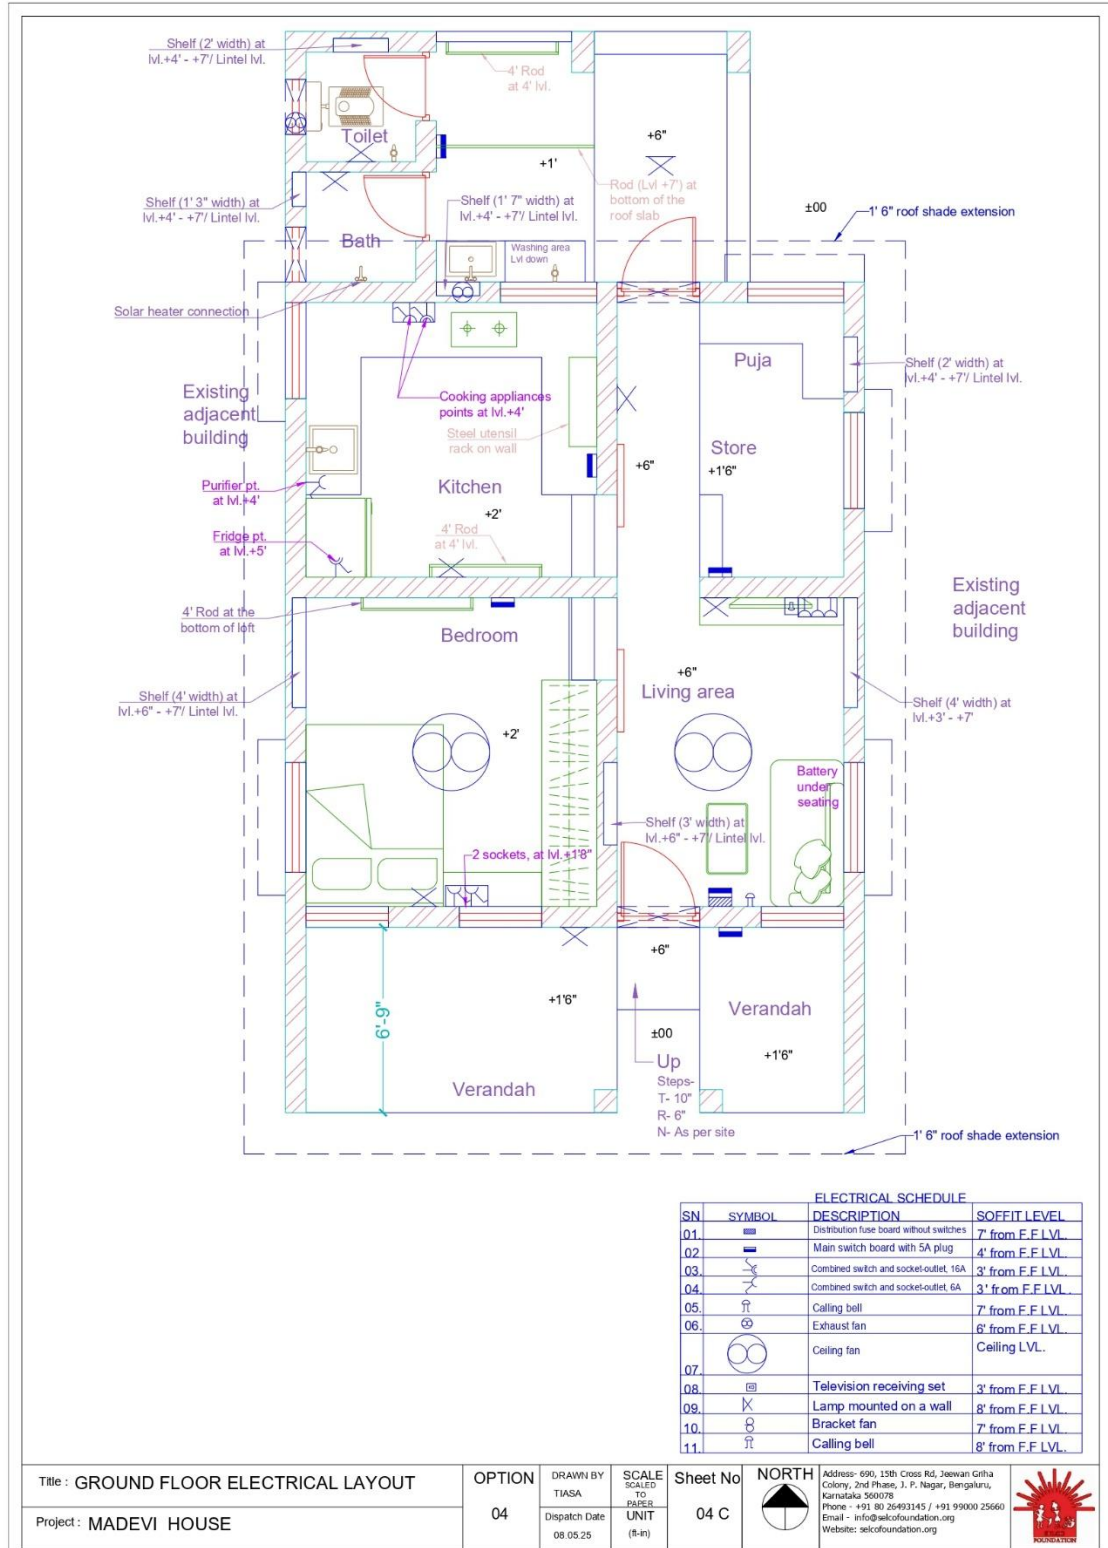 Shelf (2' width) at
lvl.+4' - +7'/ Lintel lvl.
4' Rod
at 4' lvl.
Toilet
+6"
+1'
Rod (Lvl +7') at
bottom of the
roof slab
Shelf (1' 3" width) at
lvl.+4' - +7'/ Lintel lvl.
Shelf (1' 7" width) at
lvl.+4' - +7'/ Lintel lvl.
±00
1' 6" roof shade extension
Bath
Washing area
Lvl down
Solar heater connection
Existing
adjacent
building
Puja
Shelf (2' width) at
lvl.+4' - +7'/ Lintel lvl.
Cooking appliances
points at lvl.+4'
Steel utensil
rack on wall
Store
+6"
+1'6"
Purifier pt.
at lvl.+4'
Kitchen
+2'
Fridge pt.
at lvl.+5'
4' Rod
at 4' lvl.
Existing
adjacent
building
4' Rod at the
bottom of loft
Bedroom
+6"
Living area
Shelf (4' width) at
lvl.+6" - +7'/ Lintel lvl.
Shelf (4' width) at
lvl.+3' - +7'
+2'
Battery
under
seating
Shelf (3' width) at
lvl.+6" - +7'/ Lintel lvl.
2 sockets, at lvl.+1'8"
6'-9"
+6"
+1'6"
Verandah
±00
+1'6"
Up
Verandah
Steps-
T- 10"
R- 6"
N- As per site
1' 6" roof shade extension
ELECTRICAL SCHEDULE
SN SYMBOL DESCRIPTION SOFFIT LEVEL
01. Distribution fuse board without switches 7' from F.F LVL.
02 Main switch board with 5A plug 4' from F.F LVL.
03. Combined switch and socket-outlet, 16A 3' from F.F LVL.
04. Combined switch and socket-outlet, 6A 3' from F.F LVL.
05. Calling bell 7' from F.F LVL.
06. Exhaust fan 6' from F.F LVL.
07. Ceiling fan Ceiling LVL.
08. Television receiving set 3' from F.F LVL.
09. Lamp mounted on a wall 8' from F.F LVL.
10. Bracket fan 7' from F.F LVL.
11. Calling bell 8' from F.F LVL.
Title : GROUND FLOOR ELECTRICAL LAYOUT
Project : MADEVI HOUSE
OPTION
04
DRAWN BY
TIASA
Dispatch Date
08.05.25
SCALE
SCALED
TO
PAPER
UNIT
(ft-in)
Sheet No
04 C
NORTH
Address- 690, 15th Cross Rd, Jeewan Griha
Colony, 2nd Phase, J. P. Nagar, Bengaluru,
Karnataka 560078
Phone - +91 80 26493145 / +91 99000 25660
Email - info@selcofoundation.org
Website: selcofoundation.org
SELCO
FOUNDATION